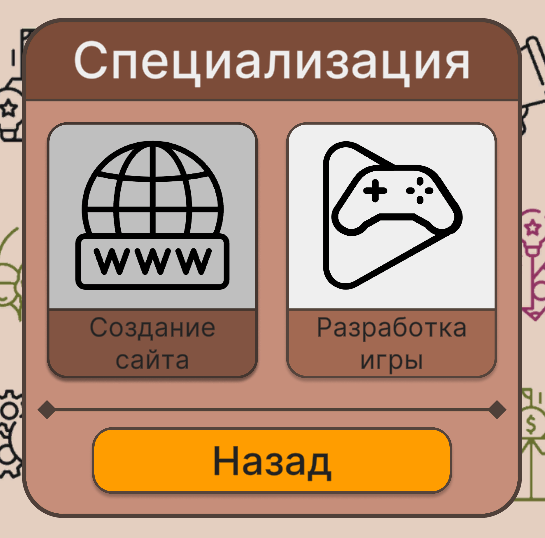 Специализация
www
Создание
сайта
Разработка
игры
Назад
$